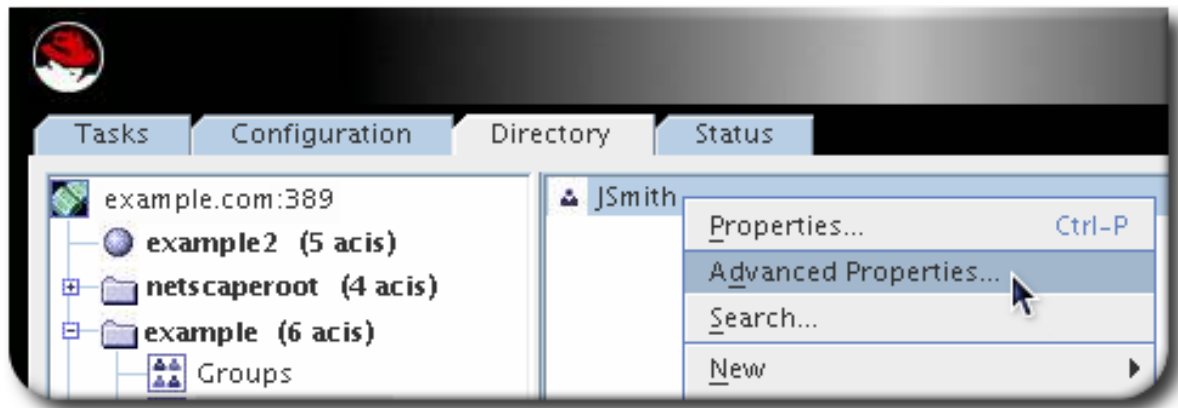 Tasks Configuration Directory Status
example.com:389
example2 (5 acis)
netscaperoot (4 acis)
example (6 acis)
Groups
JSmith
Properties... Ctrl-P
Advanced Properties...
Search...
New